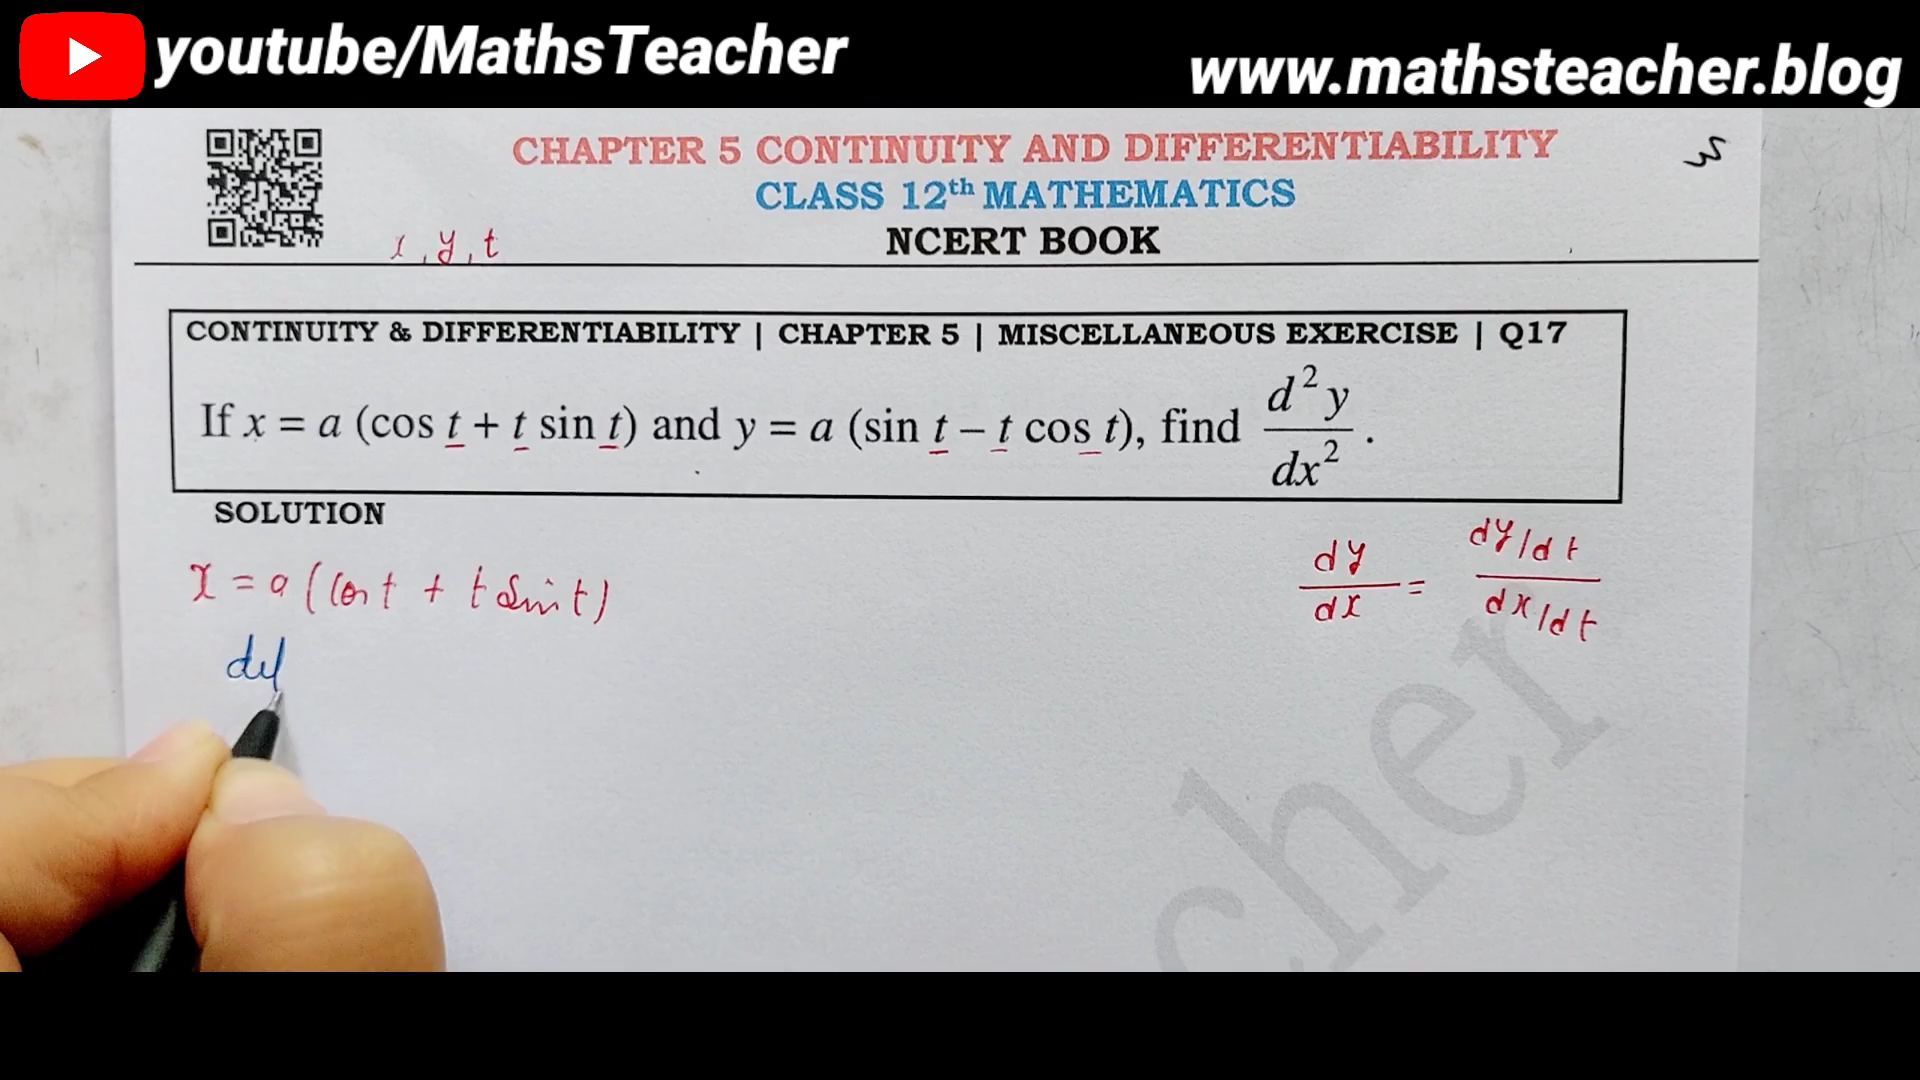 youtube/MathsTeacher
www.mathsteacher.blog
CHAPTER 5 CONTINUITY AND DIFFERENTIABILITY
CLASS 12th MATHEMATICS
NCERT BOOK
x, y, t
CONTINUITY & DIFFERENTIABILITY | CHAPTER 5 | MISCELLANEOUS EXERCISE | Q17
If x = a (cos t + t sin t) and y = a (sin t – t cos t), find d²y/dx².
SOLUTION
dy/dx = (dy/dt)/(dx/dt)
x = a (cos t + t sin t)
cher